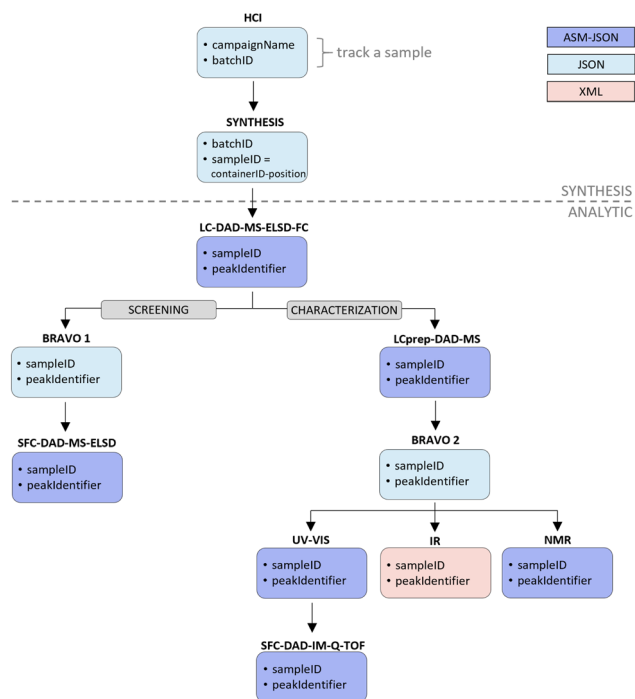 HCI
• campaignName
• batchID
track a sample
ASM-JSON
JSON
XML
SYNTHESIS
• batchID
• sampleID =
containerID-position
SYNTHESIS
ANALYTIC
LC-DAD-MS-ELSD-FC
• sampleID
• peakIdentifier
SCREENING
CHARACTERIZATION
BRAVO 1
• sampleID
• peakIdentifier
LCprep-DAD-MS
• sampleID
• peakIdentifier
SFC-DAD-MS-ELSD
• sampleID
• peakIdentifier
BRAVO 2
• sampleID
• peakIdentifier
UV-VIS
• sampleID
• peakIdentifier
IR
• sampleID
• peakIdentifier
NMR
• sampleID
• peakIdentifier
SFC-DAD-IM-Q-TOF
• sampleID
• peakIdentifier